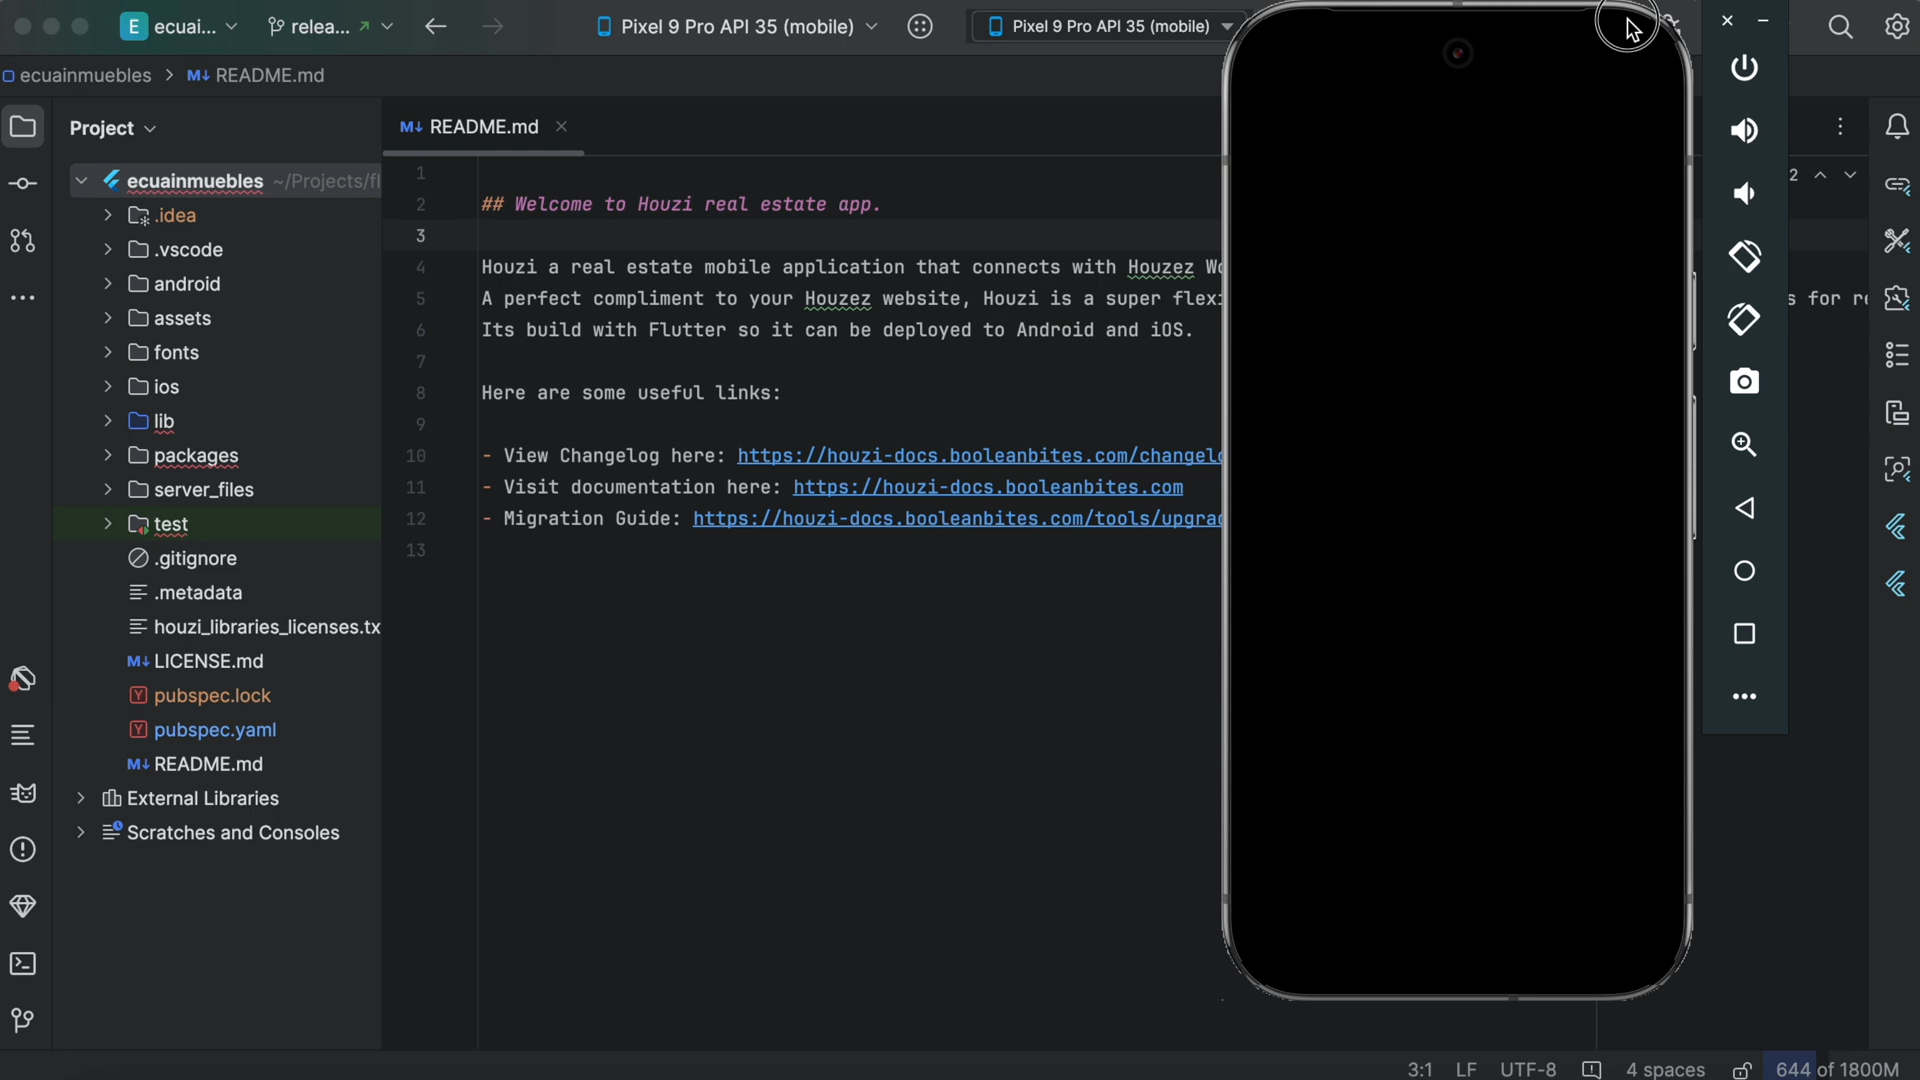 E ecuai... relea... Pixel 9 Pro API 35 (mobile) Pixel 9 Pro API 35 (mobile)
ecuainmuebles > M↓ README.md
Project
M↓ README.md
ecuainmuebles ~/Projects/fl
.idea
.vscode
android
assets
fonts
ios
lib
packages
server_files
test
.gitignore
.metadata
houzi_libraries_licenses.tx
M↓ LICENSE.md
Y pubspec.lock
Y pubspec.yaml
M↓ README.md
External Libraries
Scratches and Consoles
1
2 ## Welcome to Houzi real estate app.
3
4 Houzi a real estate mobile application that connects with Houzez Wo
5 A perfect compliment to your Houzez website, Houzi is a super flexi s for re
6 Its build with Flutter so it can be deployed to Android and iOS.
7
8 Here are some useful links:
9
10 - View Changelog here: https://houzi-docs.booleanbites.com/changelo
11 - Visit documentation here: https://houzi-docs.booleanbites.com
12 - Migration Guide: https://houzi-docs.booleanbites.com/tools/upgrad
13
2
3:1 LF UTF-8 4 spaces 644 of 1800M